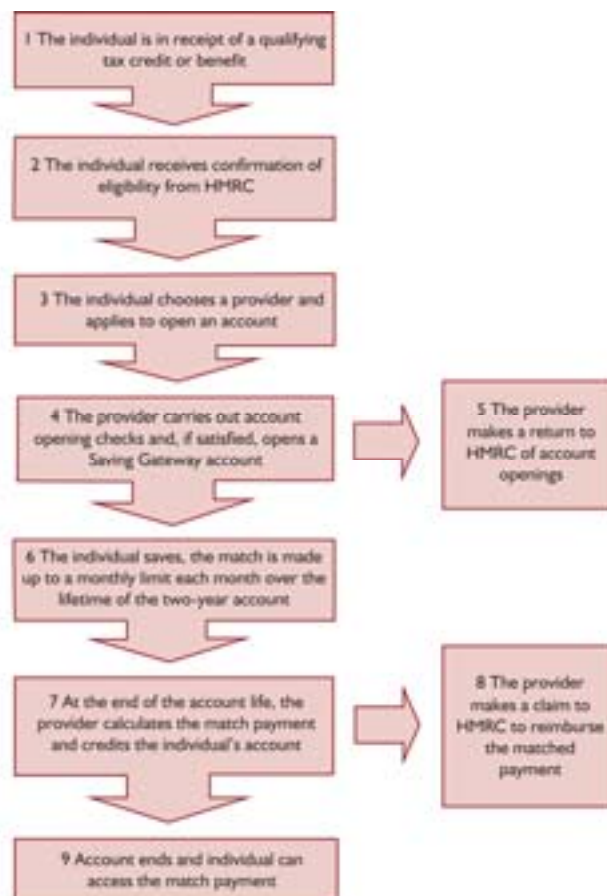 1 The individual is in receipt of a qualifying
tax credit or benefit
2 The individual receives confirmation of
eligibility from HMRC
3 The individual chooses a provider and
applies to open an account
4 The provider carries out account
opening checks and, if satisfied, opens a
Saving Gateway account
5 The provider
makes a return to
HMRC of account
openings
6 The individual saves, the match is made
up to a monthly limit each month over the
lifetime of the two-year account
7 At the end of the account life, the
provider calculates the match payment
and credits the individual's account
8 The provider
makes a claim to
HMRC to reimburse
the matched
payment
9 Account ends and individual can
access the match payment